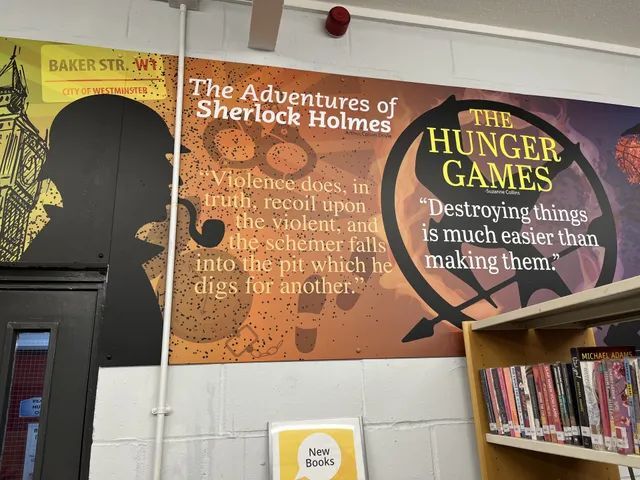 BAKER STR. W1
CITY OF WESTMINSTER
The Adventures of
Sherlock Holmes
“Violence does, in
truth, recoil upon
the violent, and
the schemer falls
into the pit which he
digs for another.”
THE
HUNGER
GAMES
-Suzanne Collins
“Destroying things
is much easier than
making them.”
New
Books
MICHAEL ADAMS